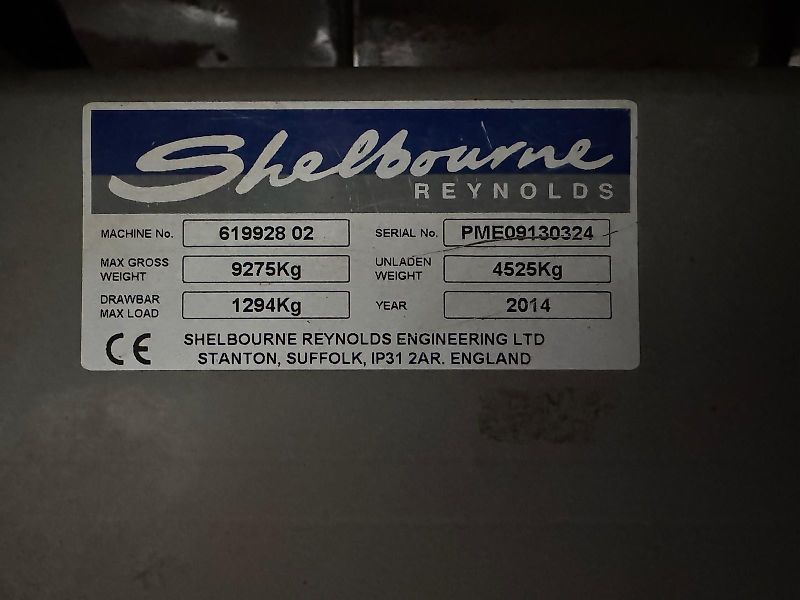 Shelbourne
REYNOLDS
MACHINE No. 619928 02 SERIAL No. PME09130324
MAX GROSS WEIGHT 9275Kg UNLADEN WEIGHT 4525Kg
DRAWBAR MAX LOAD 1294Kg YEAR 2014
CE SHELBOURNE REYNOLDS ENGINEERING LTD
STANTON, SUFFOLK, IP31 2AR. ENGLAND